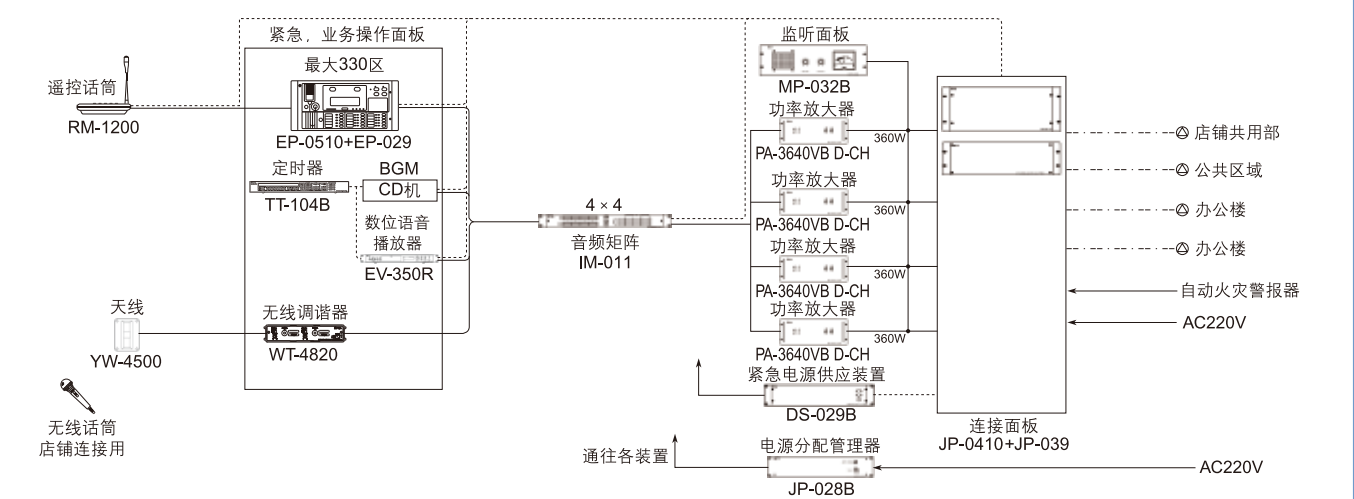 紧急，业务操作面板
最大330区
遥控话筒
RM-1200
EP-0510+EP-029
定时器
TT-104B
BGM
CD机
数位语音
播放器
EV-350R
天线
YW-4500
无线调谐器
WT-4820
无线话筒
店铺连接用
4 × 4
音频矩阵
IM-011
监听面板
MP-032B
功率放大器
360W
PA-3640VB D-CH
功率放大器
360W
PA-3640VB D-CH
功率放大器
360W
PA-3640VB D-CH
功率放大器
360W
PA-3640VB D-CH
紧急电源供应装置
DS-029B
通往各装置
电源分配管理器
JP-028B
连接面板
JP-0410+JP-039
店铺共用部
公共区域
办公楼
办公楼
自动火灾警报器
AC220V
AC220V